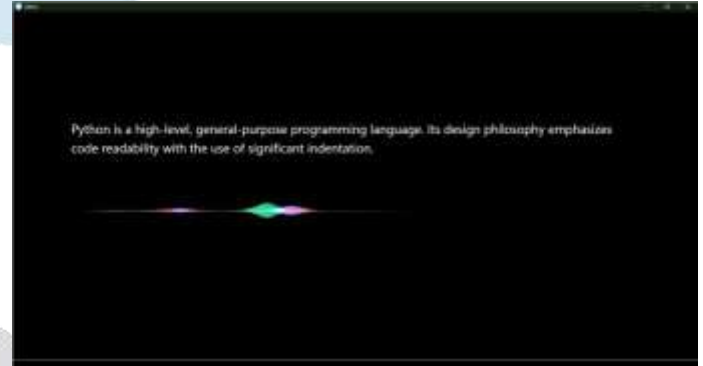 Python is a high-level, general-purpose programming language. Its design philosophy emphasizes
code readability with the use of significant indentation.